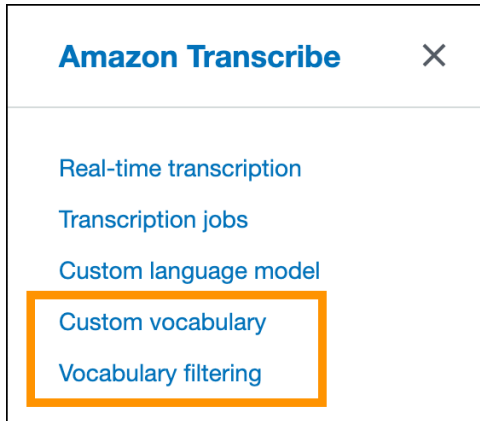 Amazon Transcribe
Real-time transcription
Transcription jobs
Custom language model
Custom vocabulary
Vocabulary filtering